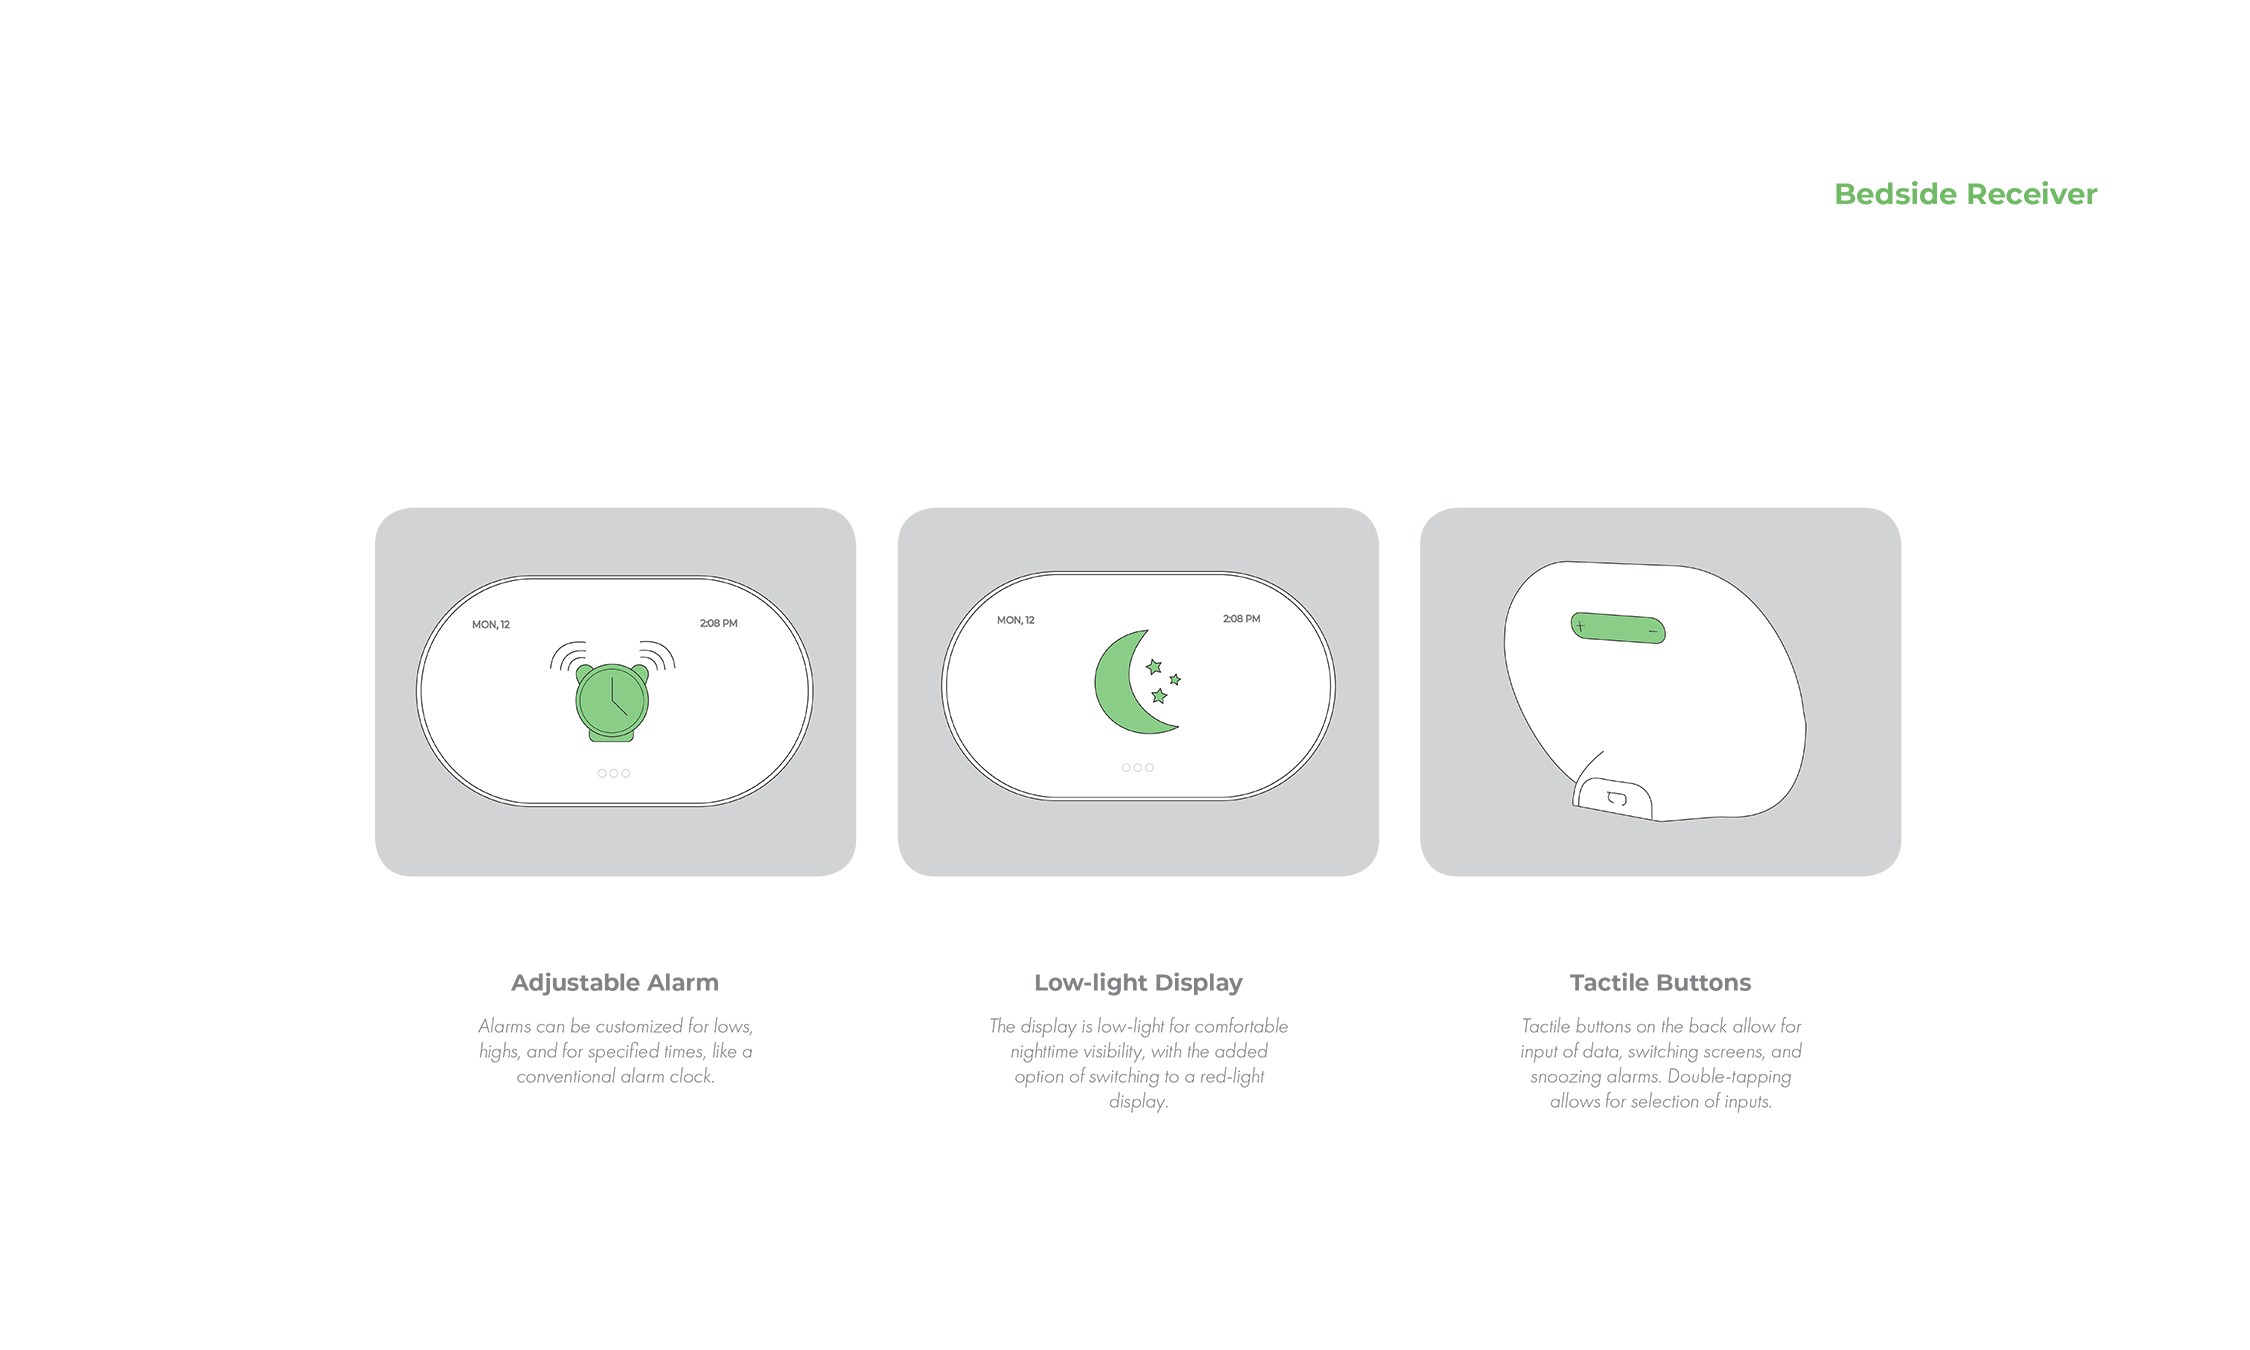 Bedside Receiver
MON, 12
2:08 PM
MON, 12
2:08 PM
+
–
Adjustable Alarm
Alarms can be customized for lows,
highs, and for specified times, like a
conventional alarm clock.
Low-light Display
The display is low-light for comfortable
nighttime visibility, with the added
option of switching to a red-light
display.
Tactile Buttons
Tactile buttons on the back allow for
input of data, switching screens, and
snoozing alarms. Double-tapping
allows for selection of inputs.